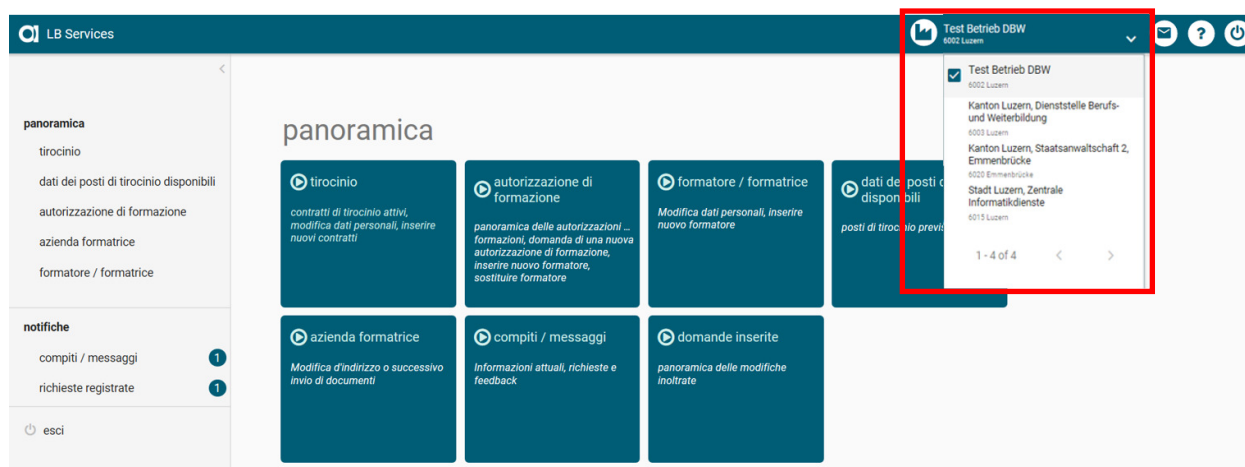 LB Services
Test Betrieb DBW
6002 Luzern
?
panoramica
tirocinio
dati dei posti di tirocinio disponibili
autorizzazione di formazione
azienda formatrice
formatore / formatrice
notifiche
compiti / messaggi 1
richieste registrate 1
esci
panoramica
tirocinio
contratti di tirocinio attivi,
modifica dati personali, inserire
nuovi contratti
autorizzazione di
formazione
panoramica delle autorizzazioni ...
formazioni, domanda di una nuova
autorizzazione di formazione,
inserire nuovo formatore,
sostituire formatore
formatore / formatrice
Modifica dati personali, inserire
nuovo formatore
dati dei posti
disponibili
posti di tirocinio previs
azienda formatrice
Modifica d'indirizzo o successivo
invio di documenti
compiti / messaggi
Informazioni attuali, richieste e
feedback
domande inserite
panoramica delle modifiche
inoltrate
Test Betrieb DBW
6002 Luzern
Kanton Luzern, Dienststelle Berufs-
und Weiterbildung
6003 Luzern
Kanton Luzern, Staatsanwaltschaft 2,
Emmenbrücke
6020 Emmenbrücke
Stadt Luzern, Zentrale
Informatikdienste
6015 Luzern
1 - 4 of 4